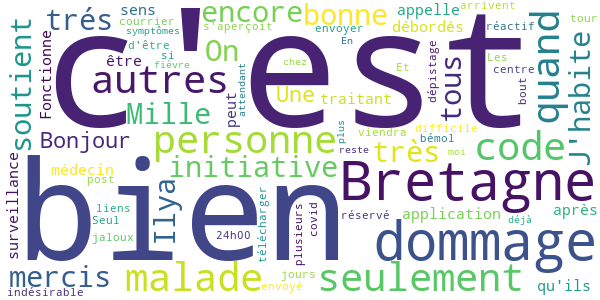 trés
sens
appelle
arrivent
courrier
encore
bonne
tour
symptômes
s'aperçoit
envoyer
débordés
réactif
d'être
si
On
En
Les
soutient
Fonctionne
c'est
quand
J'habite
fièvre
chez
Et
centre
être
autres
attendant
dépistage
tous
bout
Une
traitant
Mille
peut
viendra
difficile
Bonjour
personne
très
bémol
code
plus
reste
moi
surveillance
médecin
initiative
Bretagne
après
bien
Ilya
post
liens
Seul
télécharger
plusieurs
covid
réservé
application
déjà
jaloux
24h00
dommage
mercis
malade
jours
seulement
qu'ils
indésirable
envoyé